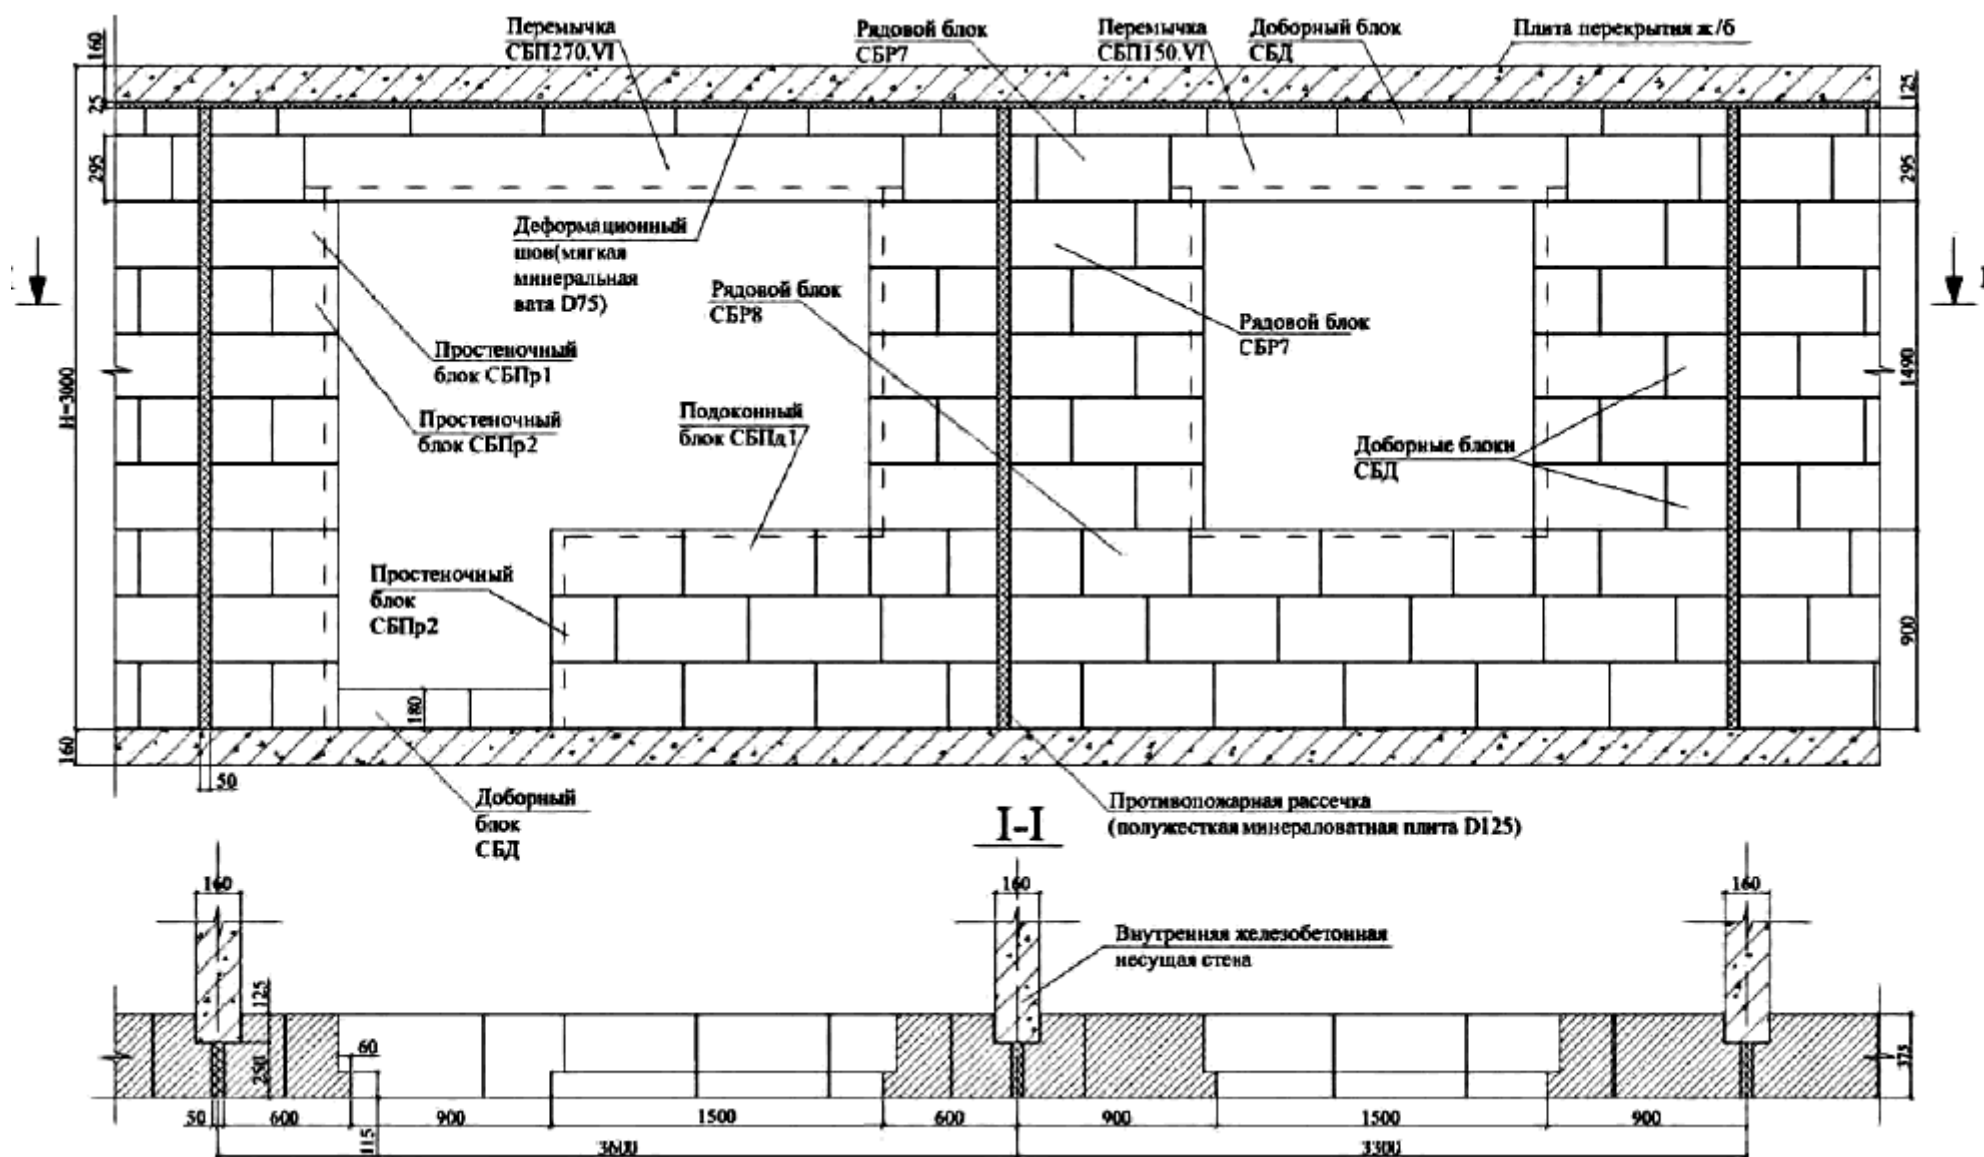 Перемычка
СБП270.VI
Рядовой блок
СБР7
Перемычка
СБП150.VI
Доборный блок
СБД
Плита перекрытия ж/б
160
25
295
H=3000
160
125
295
1490
900
Деформационный
шов(мягкая
минеральная
вата D75)
Рядовой блок
СБР8
Рядовой блок
СБР7
Простеночный
блок СБПр1
Простеночный
блок СБПр2
Подоконный
блок СБПд1
Доборные блоки
СБД
Простеночный
блок
СБПр2
180
50
Доборный
блок
СБД
Противопожарная рассечка
(полужесткая минераловатная плита D125)
I
I-I
160
160
160
Внутренняя железобетонная
несущая стена
125
250
60
115
375
50
600
900
1500
600
900
1500
900
3600
3300